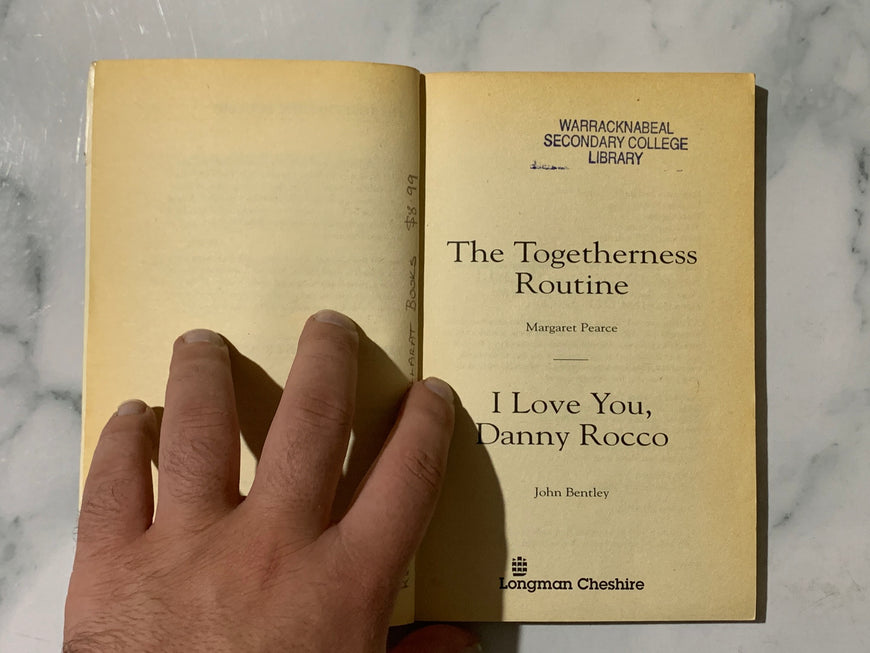 BOOKS $8.99
WARRACKNABEAL
SECONDARY COLLEGE
LIBRARY
The Togetherness
Routine
Margaret Pearce
I Love You,
Danny Rocco
John Bentley
Longman Cheshire